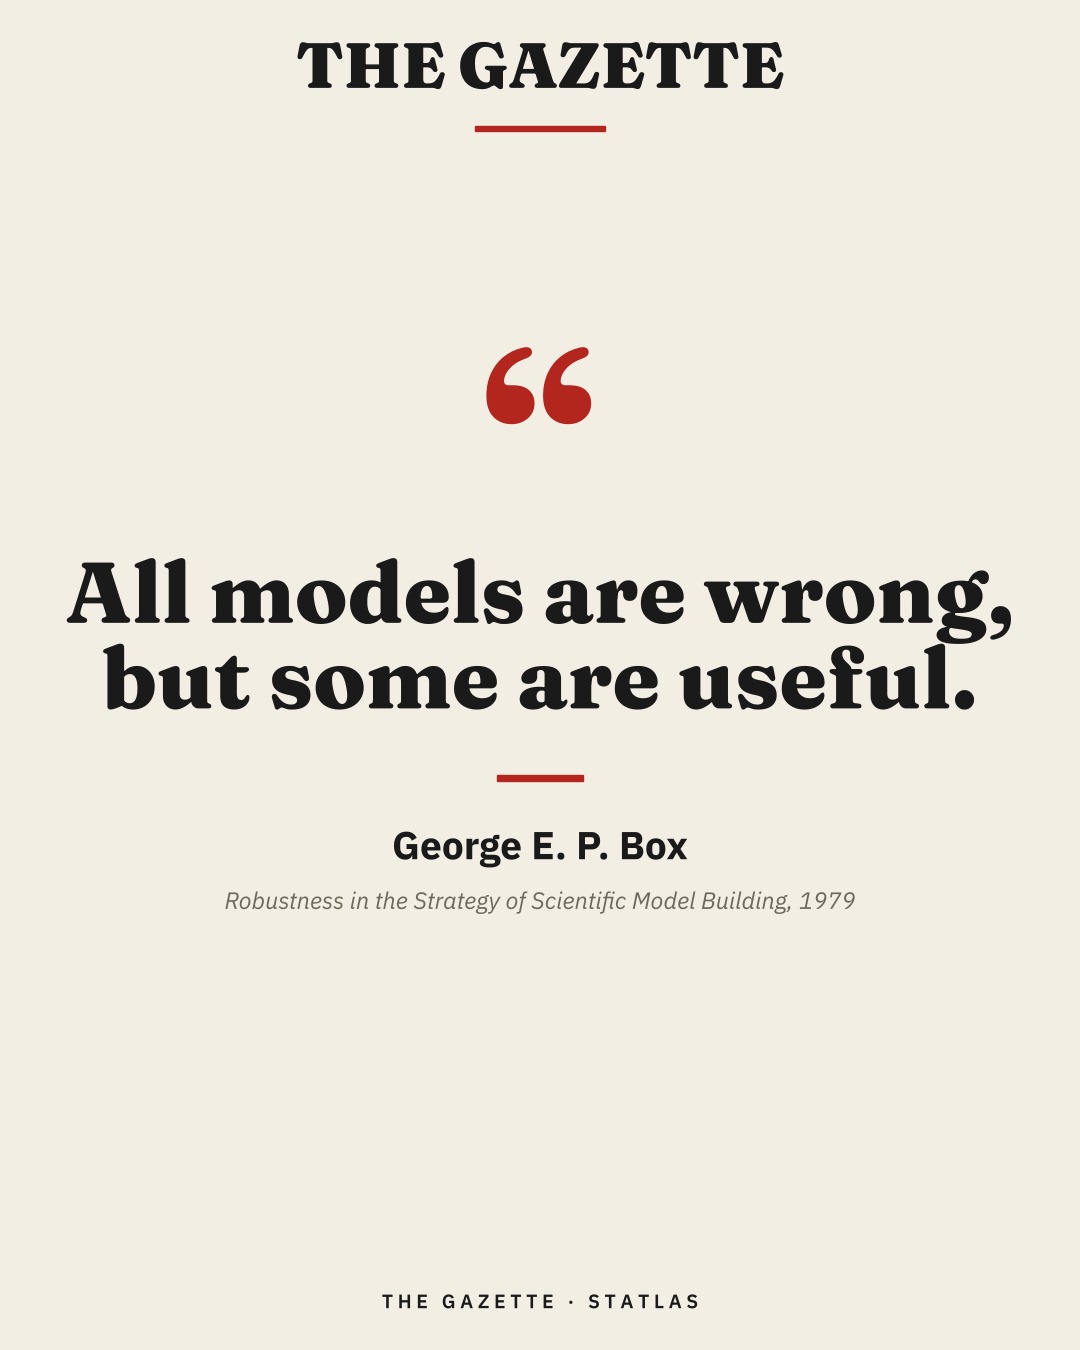 THE GAZETTE
“
All models are wrong,
but some are useful.
George E. P. Box
Robustness in the Strategy of Scientific Model Building, 1979
THE GAZETTE · STATLAS